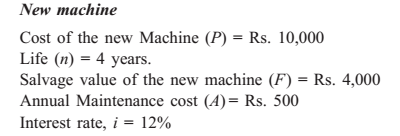 New machine
Cost of the new Machine (P) = Rs. 10,000
Life (n) = 4 years.
Salvage value of the new machine (F) = Rs. 4,000
Annual Maintenance cost (A) = Rs. 500
Interest rate, i = 12%